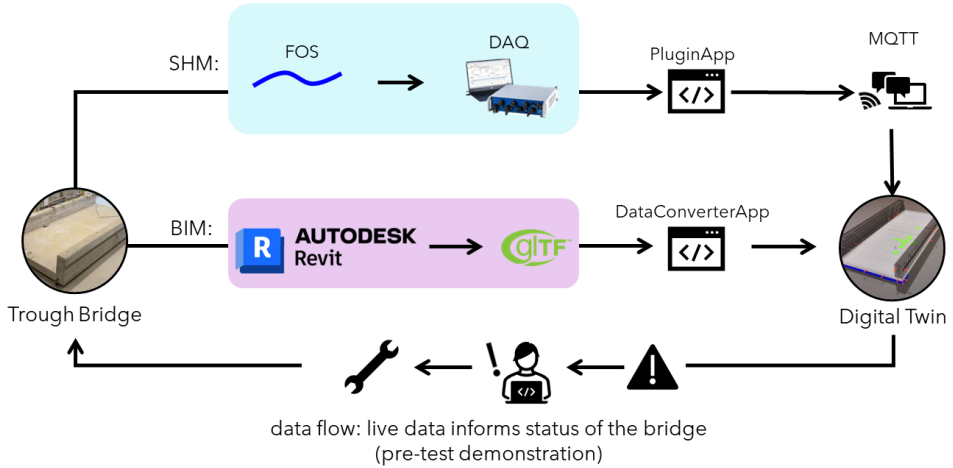 SHM:
FOS
DAQ
PluginApp
</>
MQTT
BIM:
R
AUTODESK
Revit
glTF™
DataConverterApp
</>
Trough Bridge
Digital Twin
!
</>
!
data flow: live data informs status of the bridge
(pre-test demonstration)